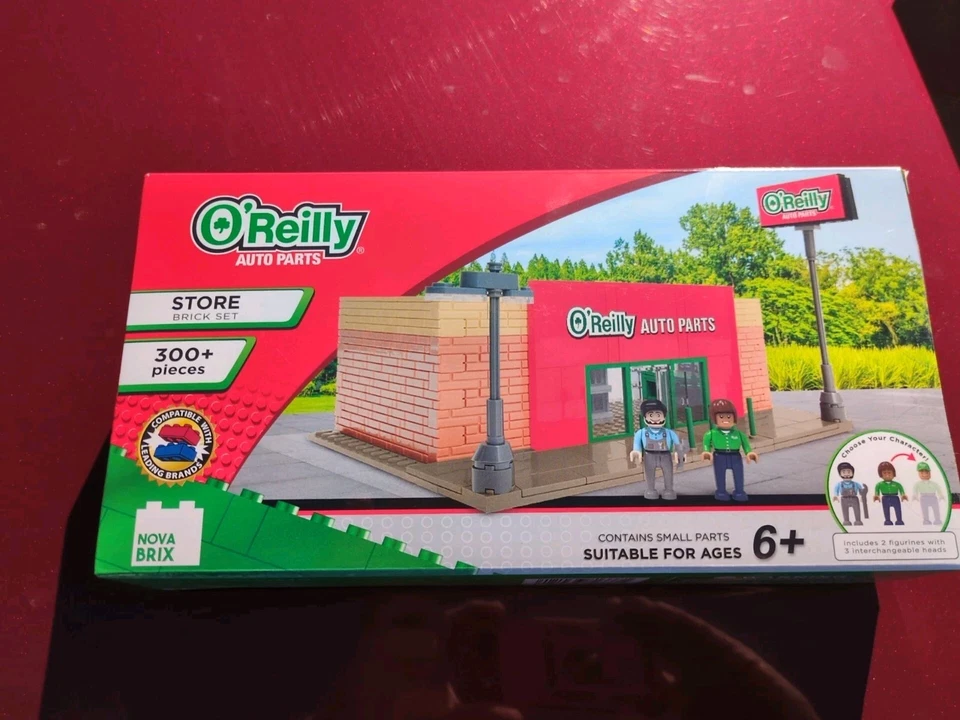 O'Reilly®
AUTO PARTS
STORE
BRICK SET
300+
pieces
COMPATIBLE WITH
LEADING BRANDS
NOVA
BRIX
O'Reilly AUTO PARTS
O'Reilly
AUTO PARTS
Choose Your Character!
includes 2 figurines with
3 interchangeable heads
CONTAINS SMALL PARTS
SUITABLE FOR AGES 6+